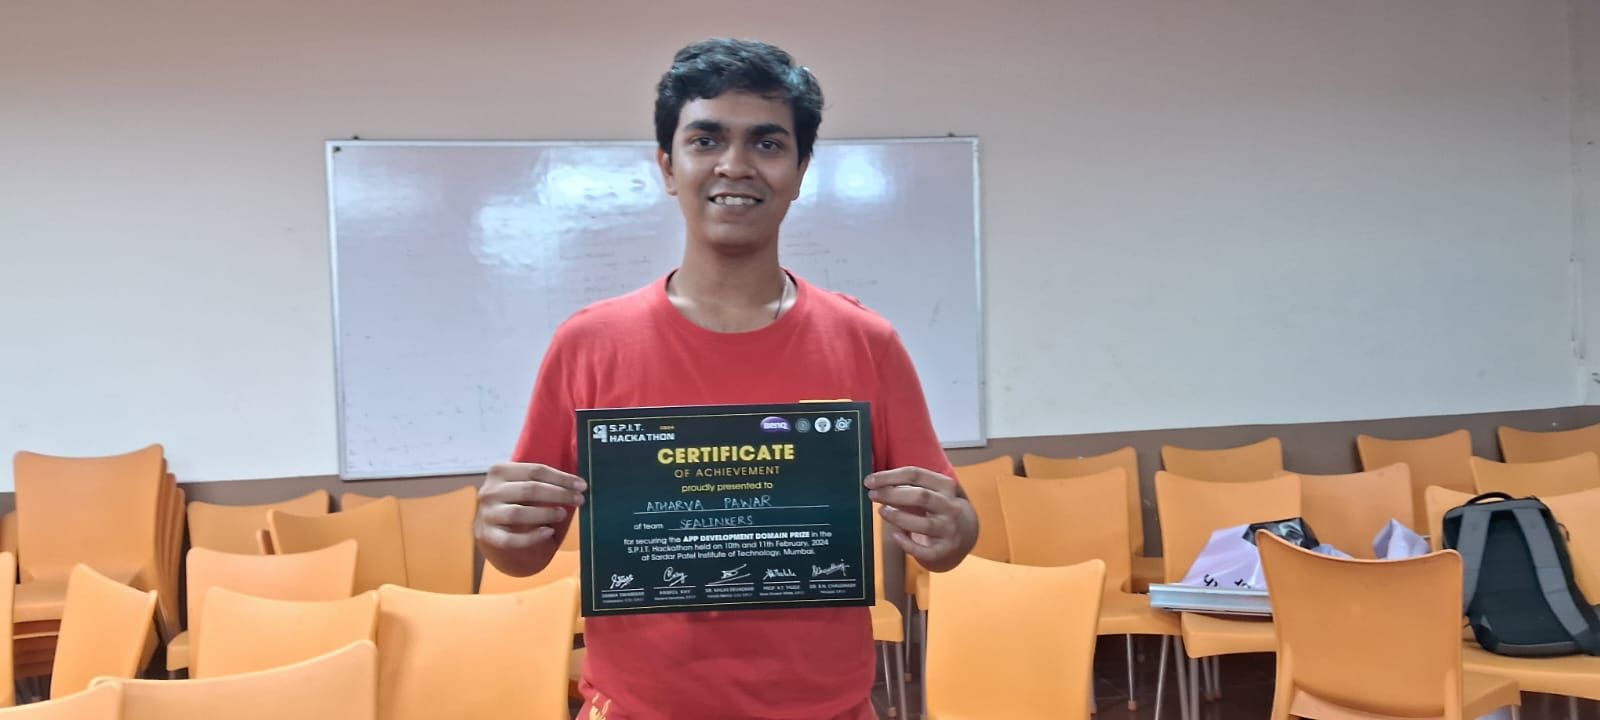 S.P.I.T. 2024
HACKATHON
BenQ
CERTIFICATE
OF ACHIEVEMENT
proudly presented to
ATHARVA PAWAR
of team SEALINKERS
for securing the APP DEVELOPMENT DOMAIN PRIZE in the
S.P.I.T. Hackathon held on 10th and 11th February, 2024
at Sardar Patel Institute of Technology, Mumbai.